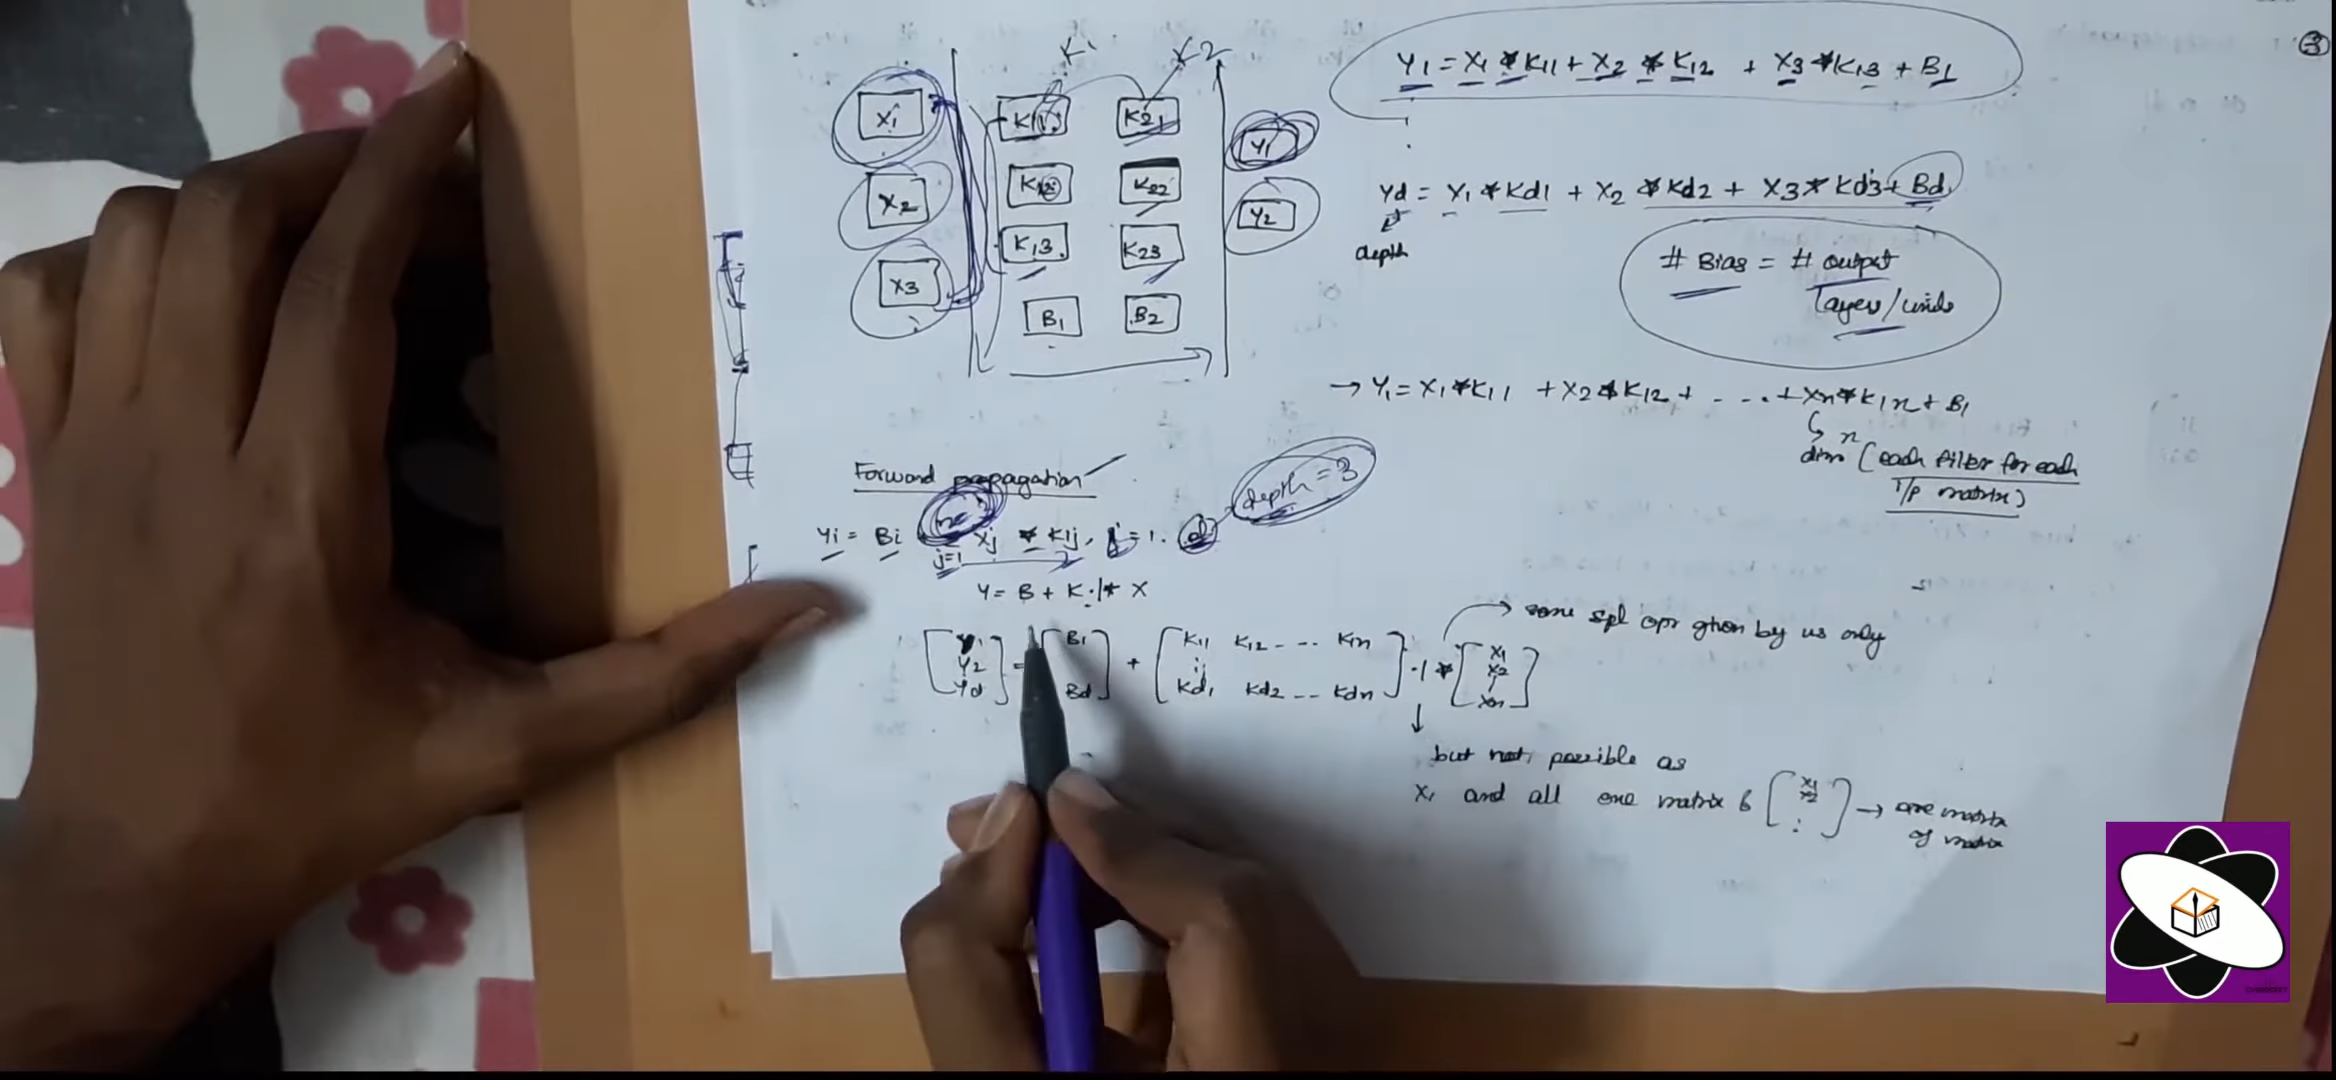 3
K1
K2
X1
X2
X3
K11
K12
K13
B1
K21
K22
K23
B2
Y1
Y2
Y1 = X1 * K11 + X2 * K12 + X3 * K13 + B1
Yd = X1 * Kd1 + X2 * Kd2 + X3 * Kd3 + Bd
depth
# Bias = # output
layer/units
→ Y1 = X1 * K11 + X2 * K12 + ... + Xn * K1n + B1
n
dim (each filter for each
I/P matrix)
Forward propagation
depth = 3
Yi = Bi
j=1
Xj * K1j, j = 1. d
Y = B + K ·|* X
Y1
Y2
Yd
=
B1
Bd
+
K11 K12 ... K1n
Kd1 Kd2 ... Kdn
·|*
X1
X2
Xn
some spl opr given by us only
but not possible as
X1 and all one matrix &
X1
X2
→ are matrix
of matrix